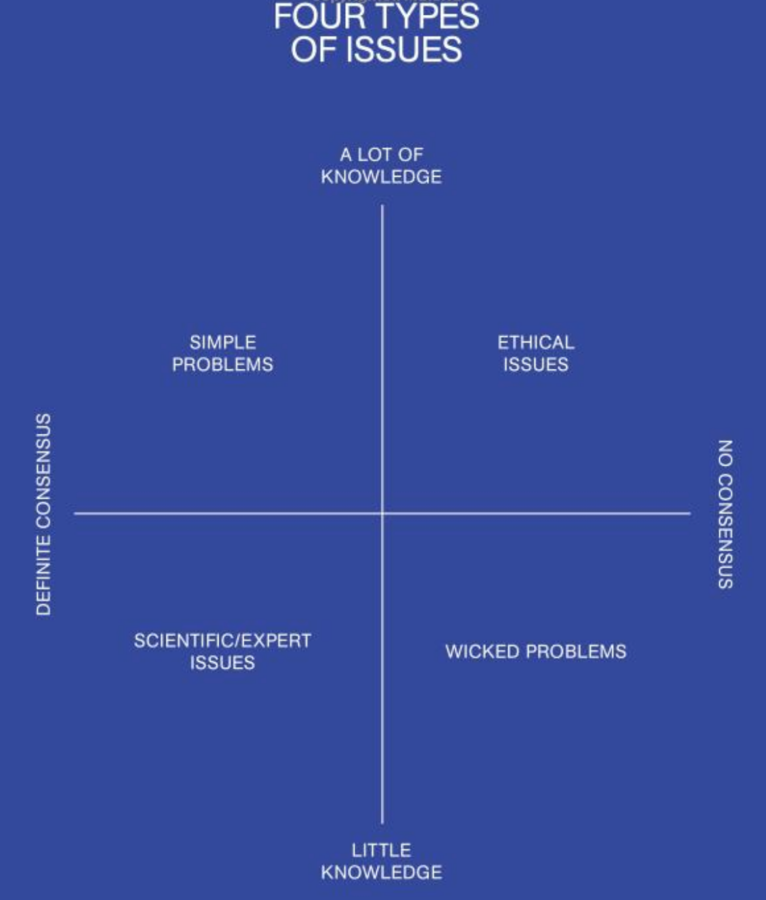 FOUR TYPES
OF ISSUES
A LOT OF
KNOWLEDGE
SIMPLE
PROBLEMS
ETHICAL
ISSUES
DEFINITE CONSENSUS
NO CONSENSUS
SCIENTIFIC/EXPERT
ISSUES
WICKED PROBLEMS
LITTLE
KNOWLEDGE